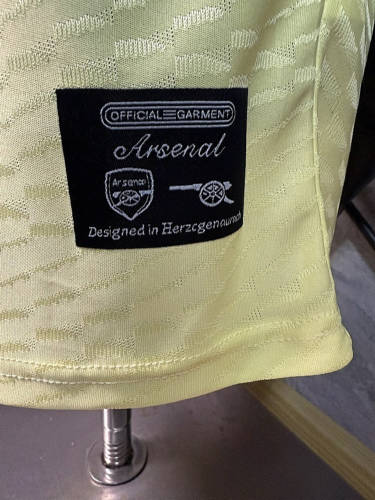 OFFICIAL GARMENT
Arsenal
Arsenal
Designed in Herzogenaurach